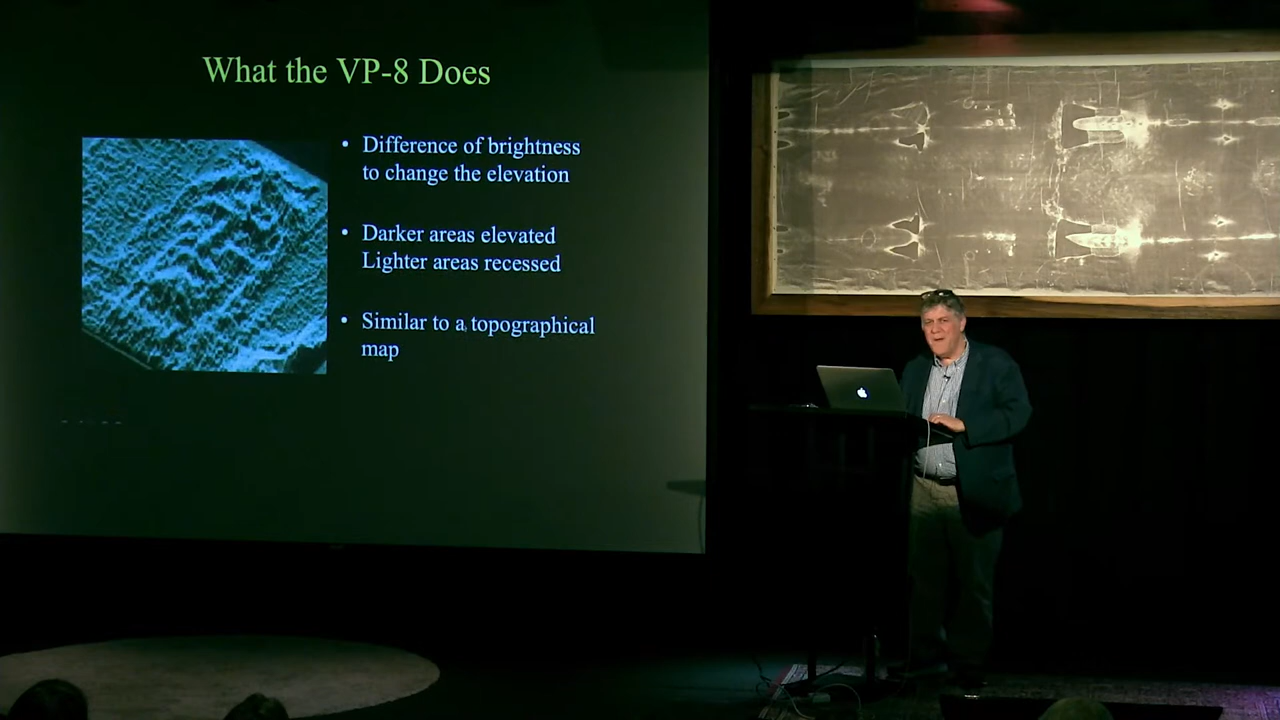 What the VP-8 Does
• Difference of brightness
to change the elevation
• Darker areas elevated
Lighter areas recessed
• Similar to a topographical
map